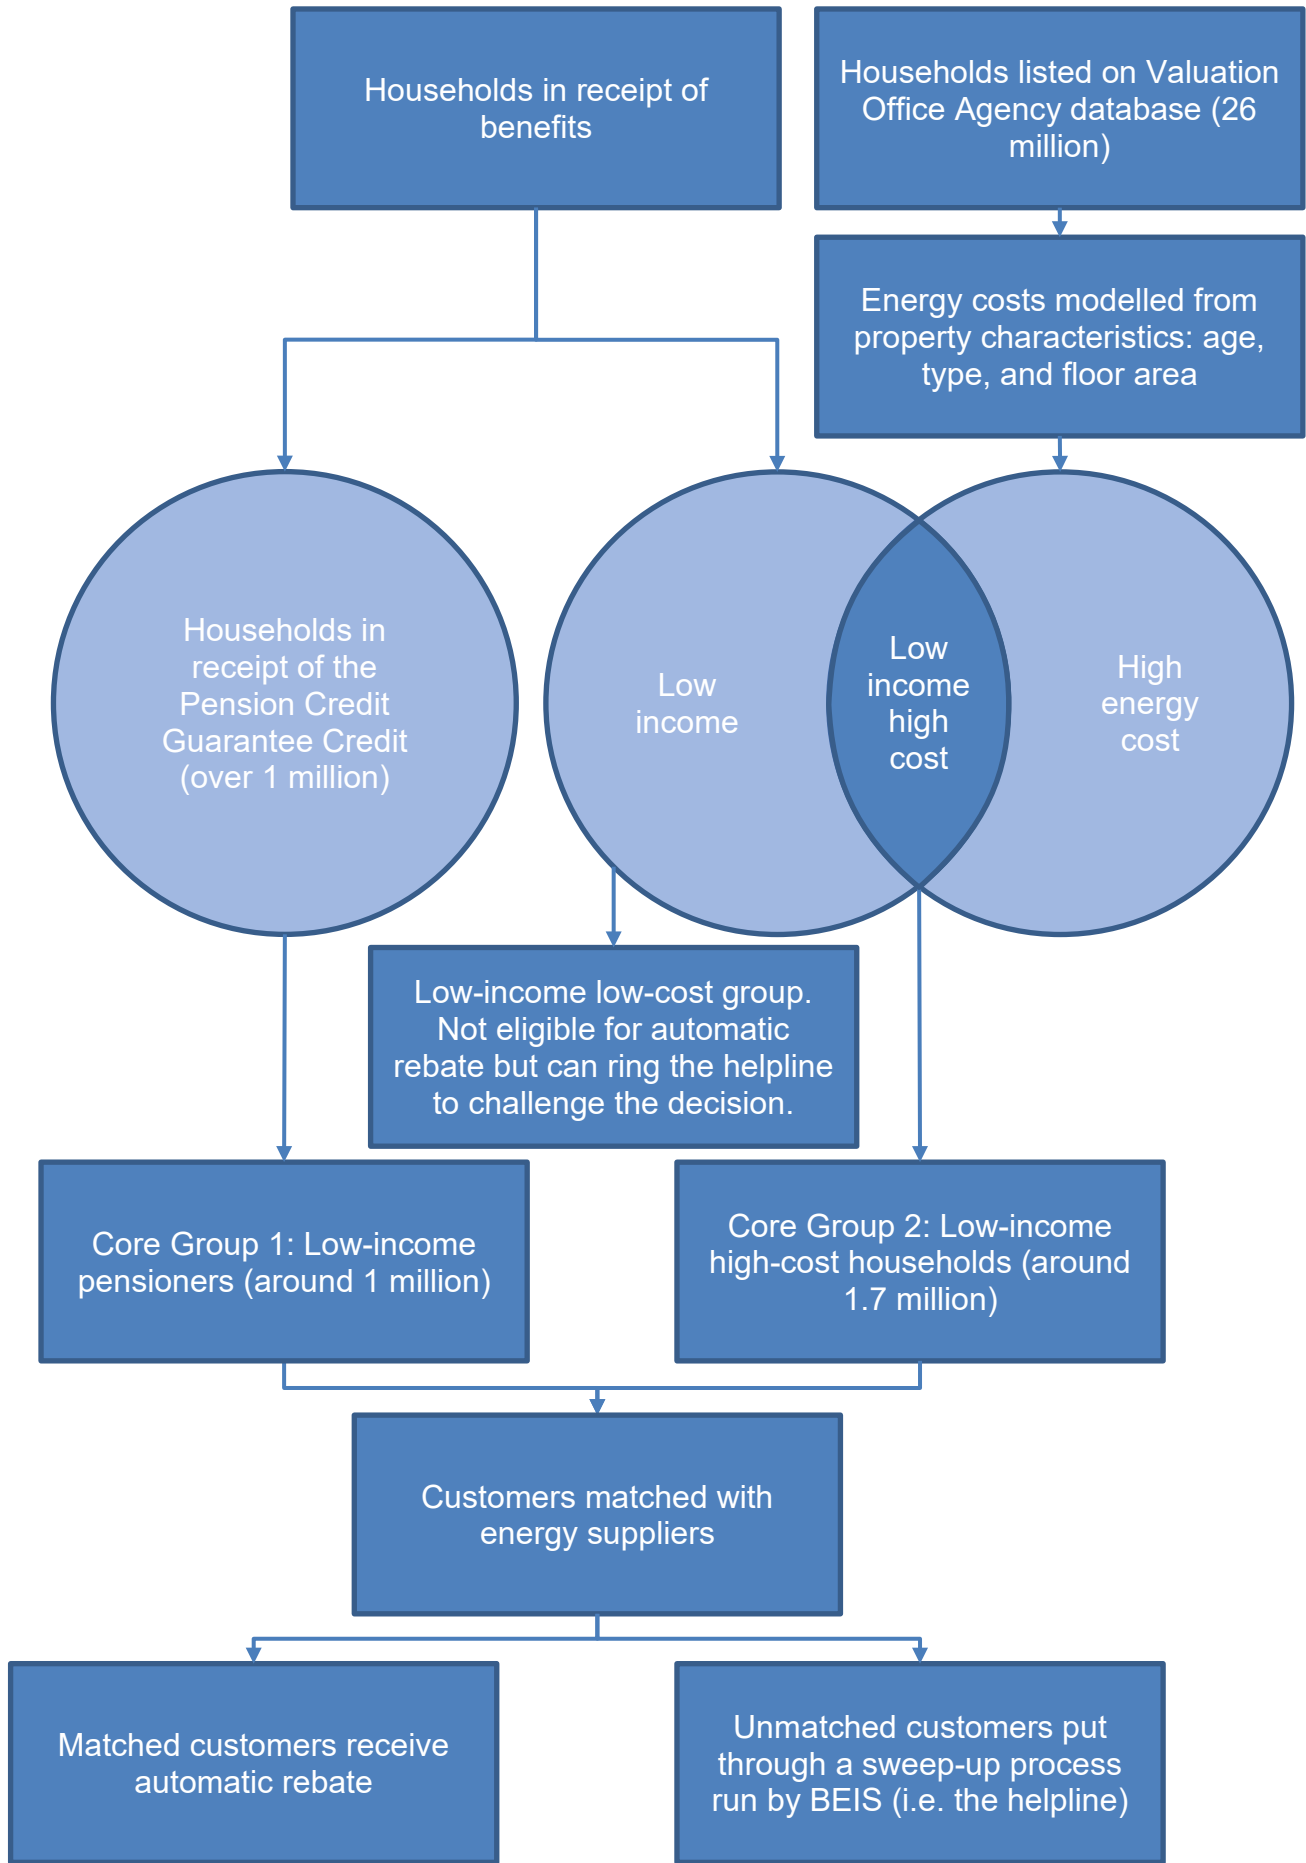 Households in receipt of
benefits
Households listed on Valuation
Office Agency database (26
million)
Energy costs modelled from
property characteristics: age,
type, and floor area
Households in
receipt of the
Pension Credit
Guarantee Credit
(over 1 million)
Low
income
Low
income
high
cost
High
energy
cost
Low-income low-cost group.
Not eligible for automatic
rebate but can ring the helpline
to challenge the decision.
Core Group 1: Low-income
pensioners (around 1 million)
Core Group 2: Low-income
high-cost households (around
1.7 million)
Customers matched with
energy suppliers
Matched customers receive
automatic rebate
Unmatched customers put
through a sweep-up process
run by BEIS (i.e. the helpline)